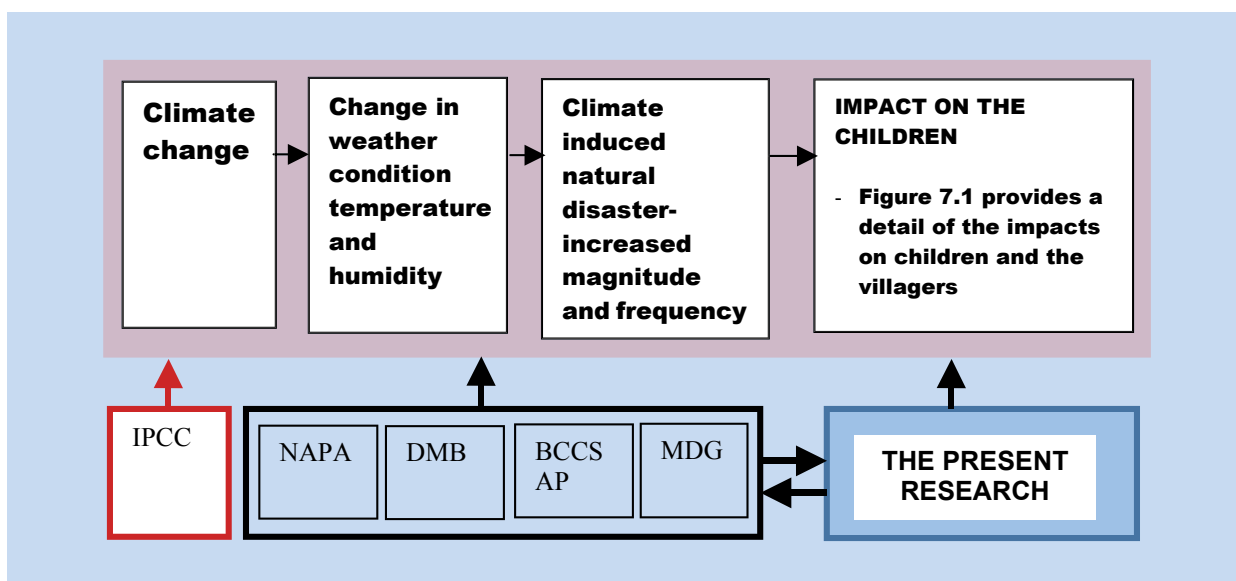 Climate
change
Change in
weather
condition
temperature
and
humidity
Climate
induced
natural
disaster-
increased
magnitude
and frequency
IMPACT ON THE
CHILDREN
- Figure 7.1 provides a
detail of the impacts
on children and the
villagers
IPCC
NAPA
DMB
BCCS
AP
MDG
THE PRESENT
RESEARCH